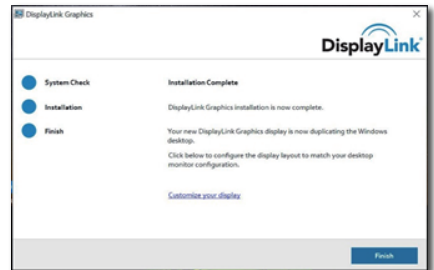 DisplayLink Graphics
DisplayLink
System Check
Installation
Finish
Installation Complete
DisplayLink Graphics installation is now complete.
Your new DisplayLink Graphics display is now duplicating the Windows
desktop.
Click below to configure the display layout to match your desktop
monitor configuration.
Customize your display
Finish